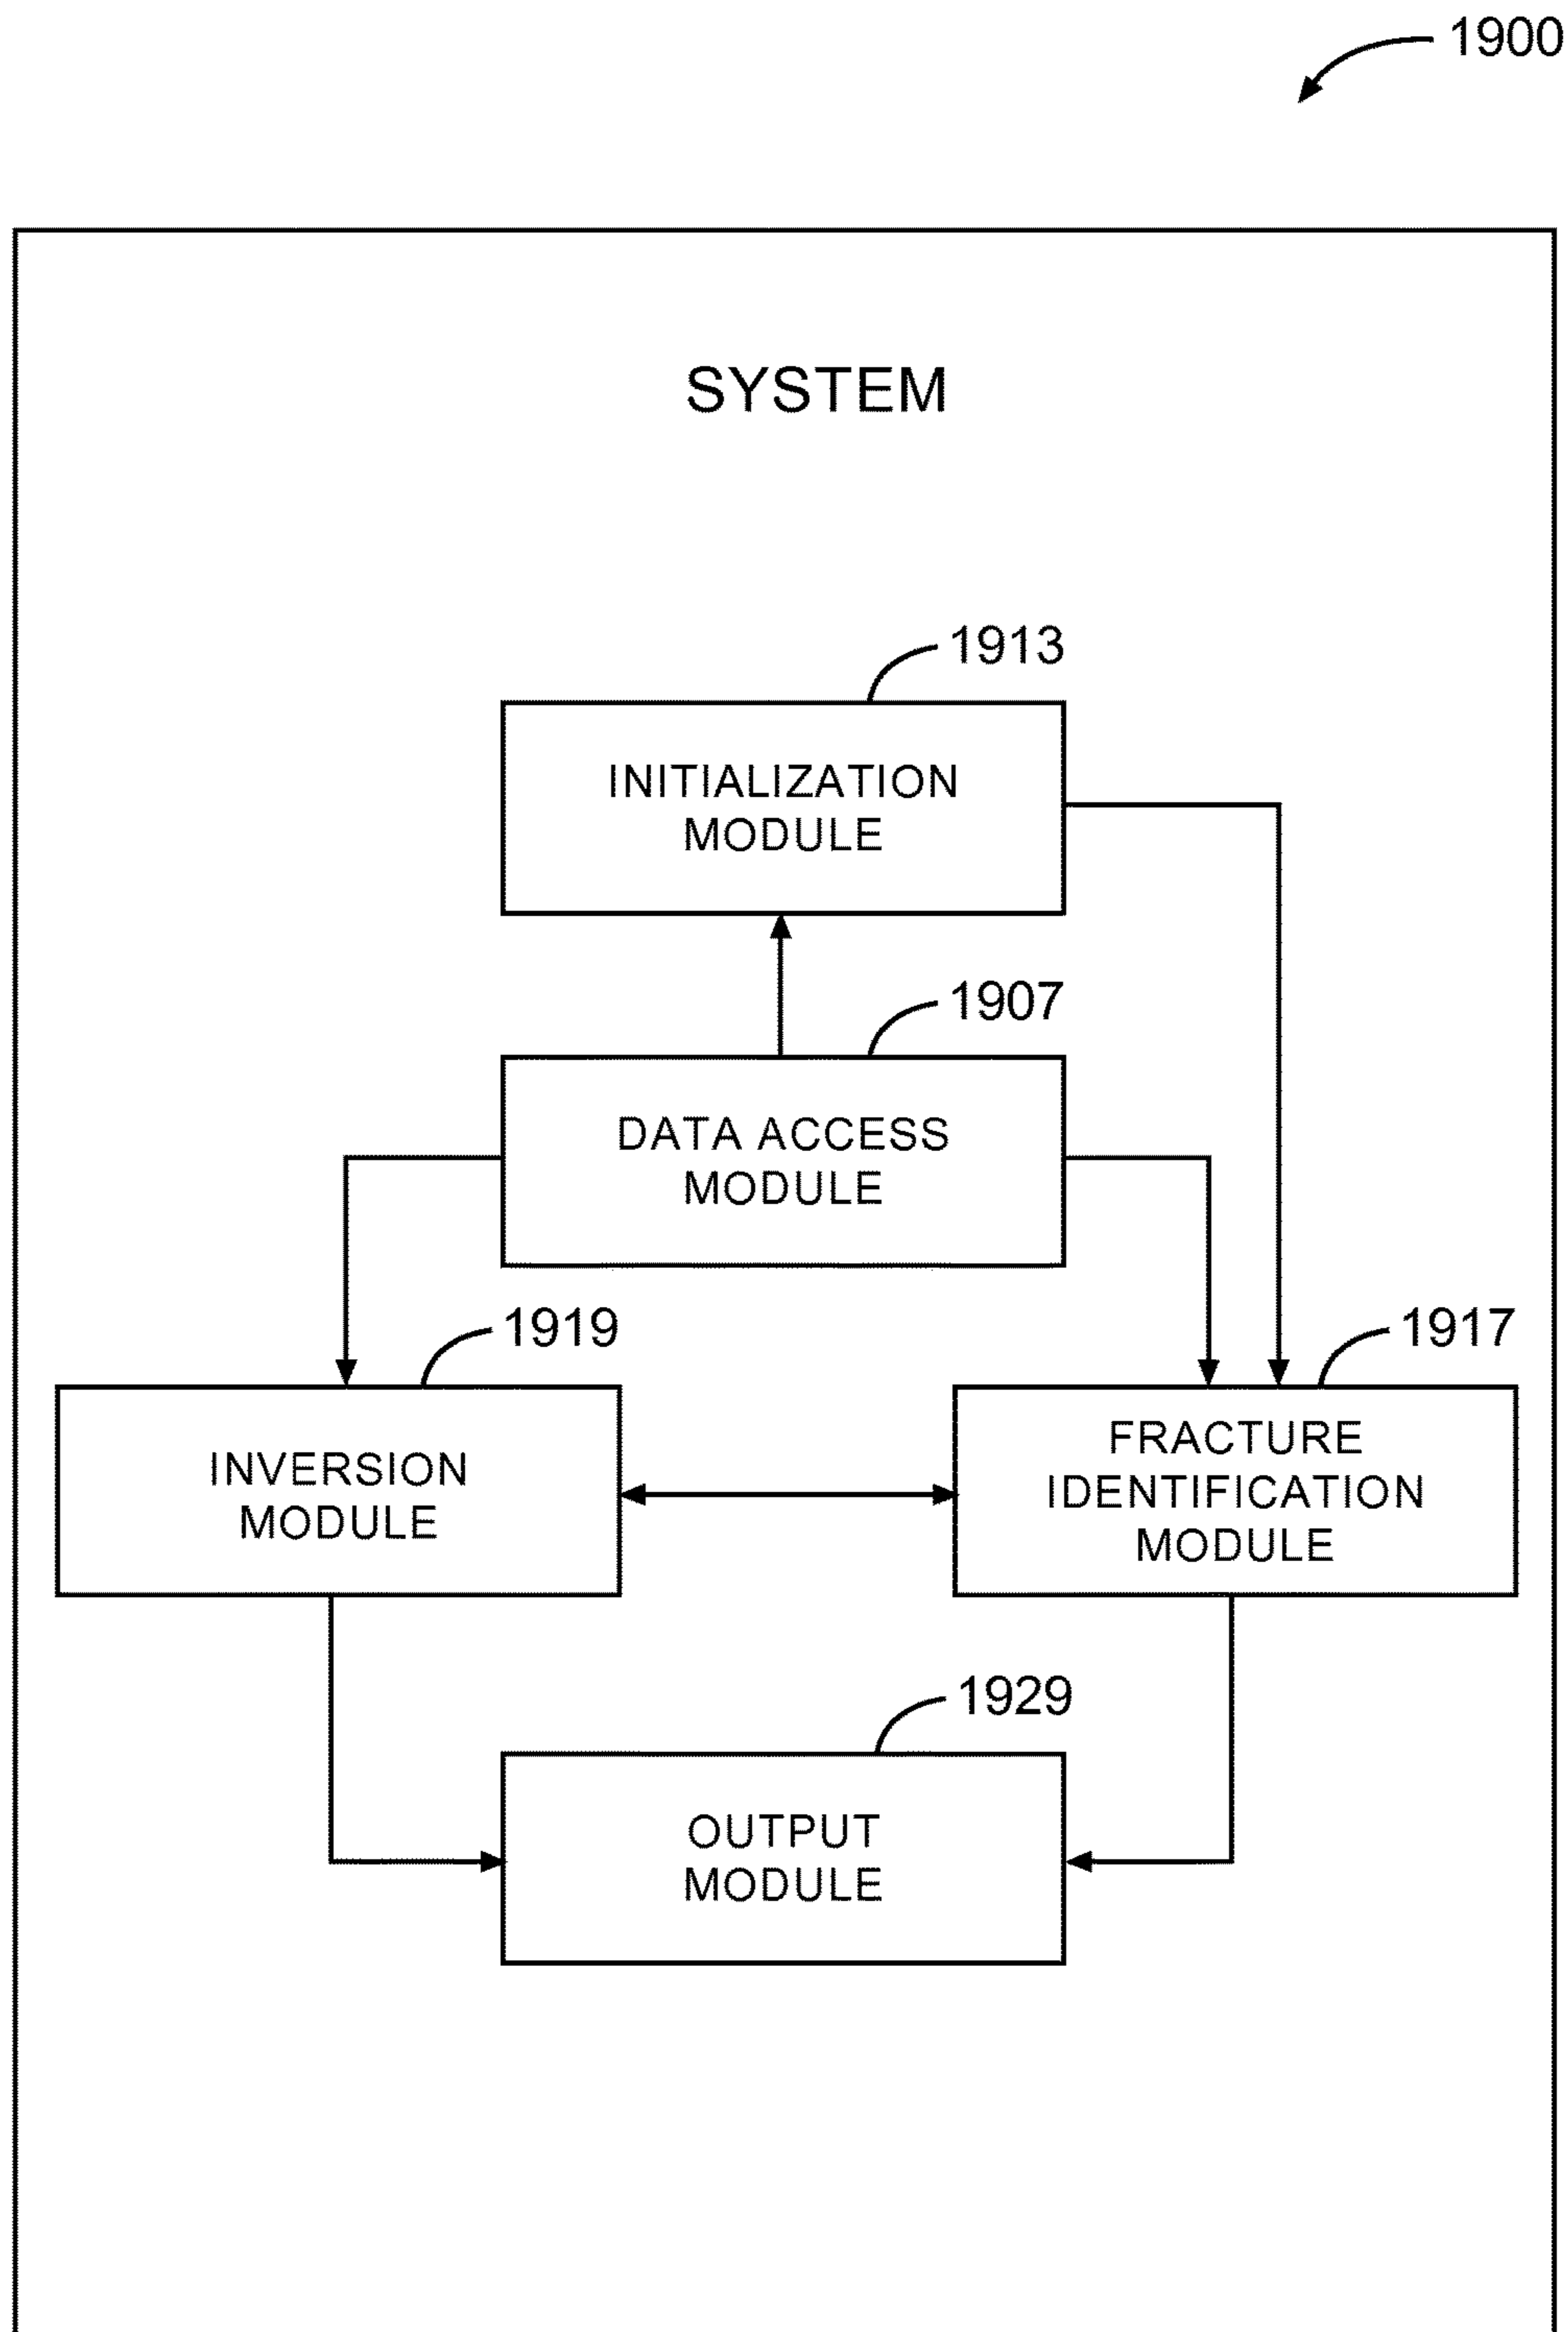 1900
SYSTEM
1913
INITIALIZATION
MODULE
1907
DATA ACCESS
MODULE
1919
INVERSION
MODULE
1917
FRACTURE
IDENTIFICATION
MODULE
1929
OUTPUT
MODULE